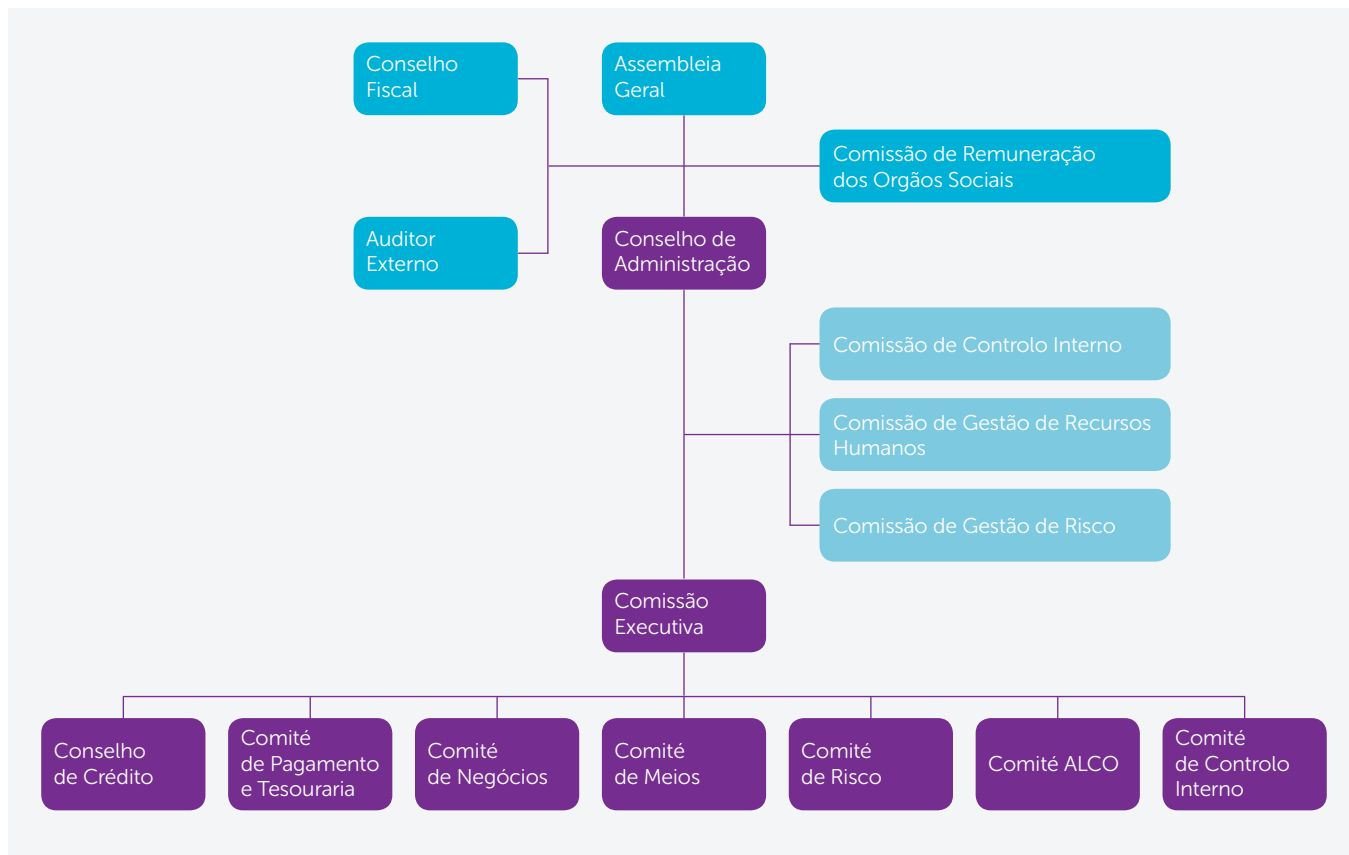 Conselho
Fiscal
Assembleia
Geral
Comissão de Remuneração
dos Orgãos Sociais
Auditor
Externo
Conselho de
Administração
Comissão de Controlo Interno
Comissão de Gestão de Recursos
Humanos
Comissão de Gestão de Risco
Comissão
Executiva
Conselho
de Crédito
Comité
de Pagamento
e Tesouraria
Comité
de Negócios
Comité
de Meios
Comité
de Risco
Comité ALCO
Comité
de Controlo
Interno